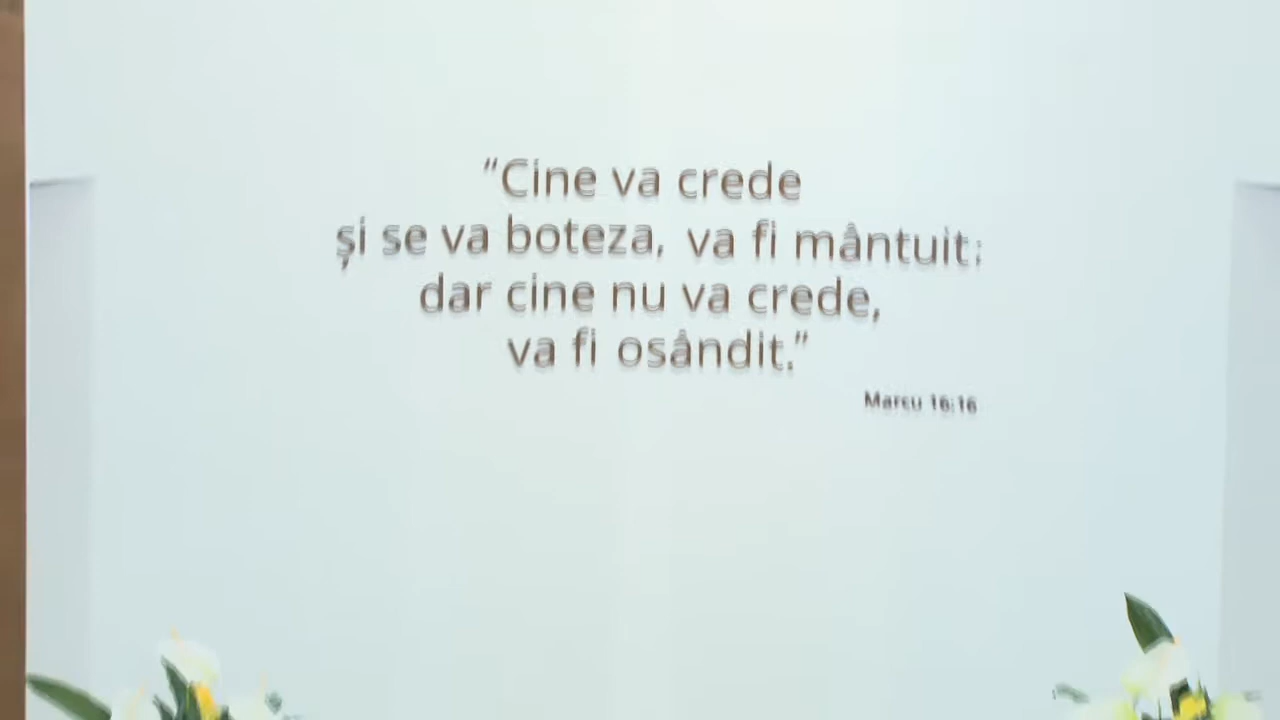 “Cine va crede
și se va boteza, va fi mântuit;
dar cine nu va crede,
va fi osândit.”
Marcu 16:16